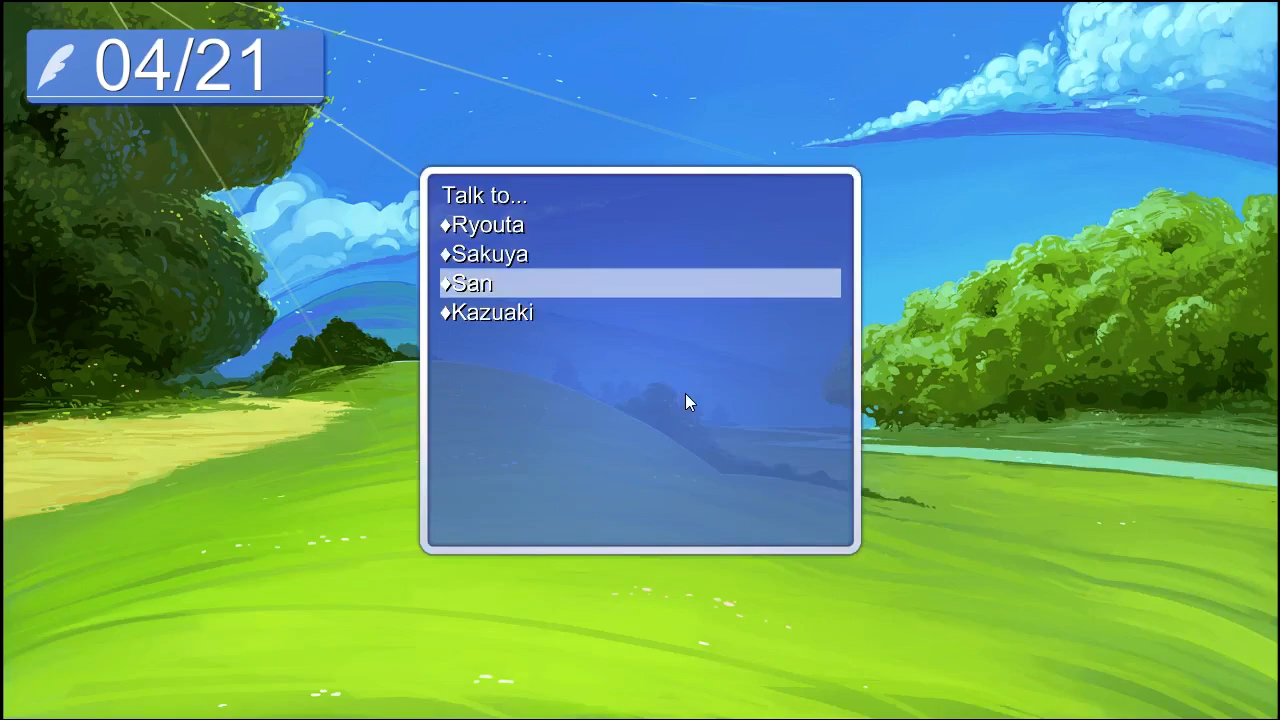 04/21
Talk to...
♦Ryouta
♦Sakuya
♦San
♦Kazuaki